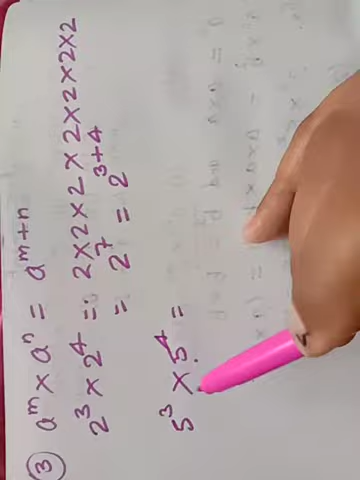 ③ aᵐ × aⁿ = aᵐ⁺ⁿ
2³ × 2⁴ = 2×2×2×2×2×2×2
= 2⁷ = 2³⁺⁴
5³ × 5⁴ =